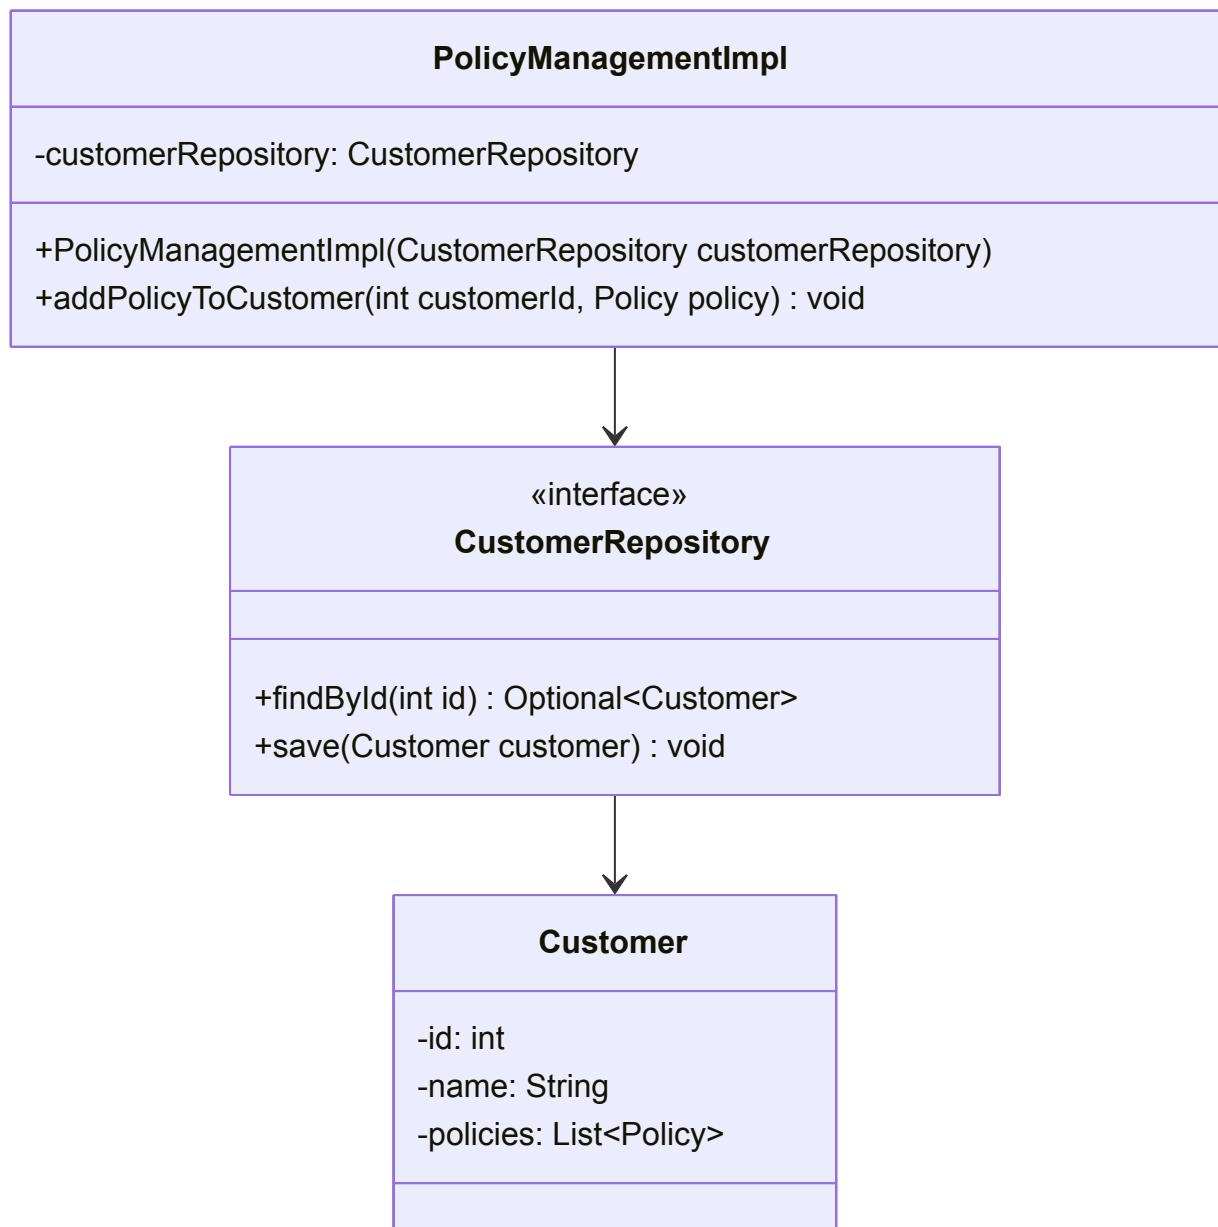 PolicyManagementImpl
-customerRepository: CustomerRepository
+PolicyManagementImpl(CustomerRepository customerRepository)
+addPolicyToCustomer(int customerId, Policy policy) : void
«interface»
CustomerRepository
+findById(int id) : Optional<Customer>
+save(Customer customer) : void
Customer
-id: int
-name: String
-policies: List<Policy>